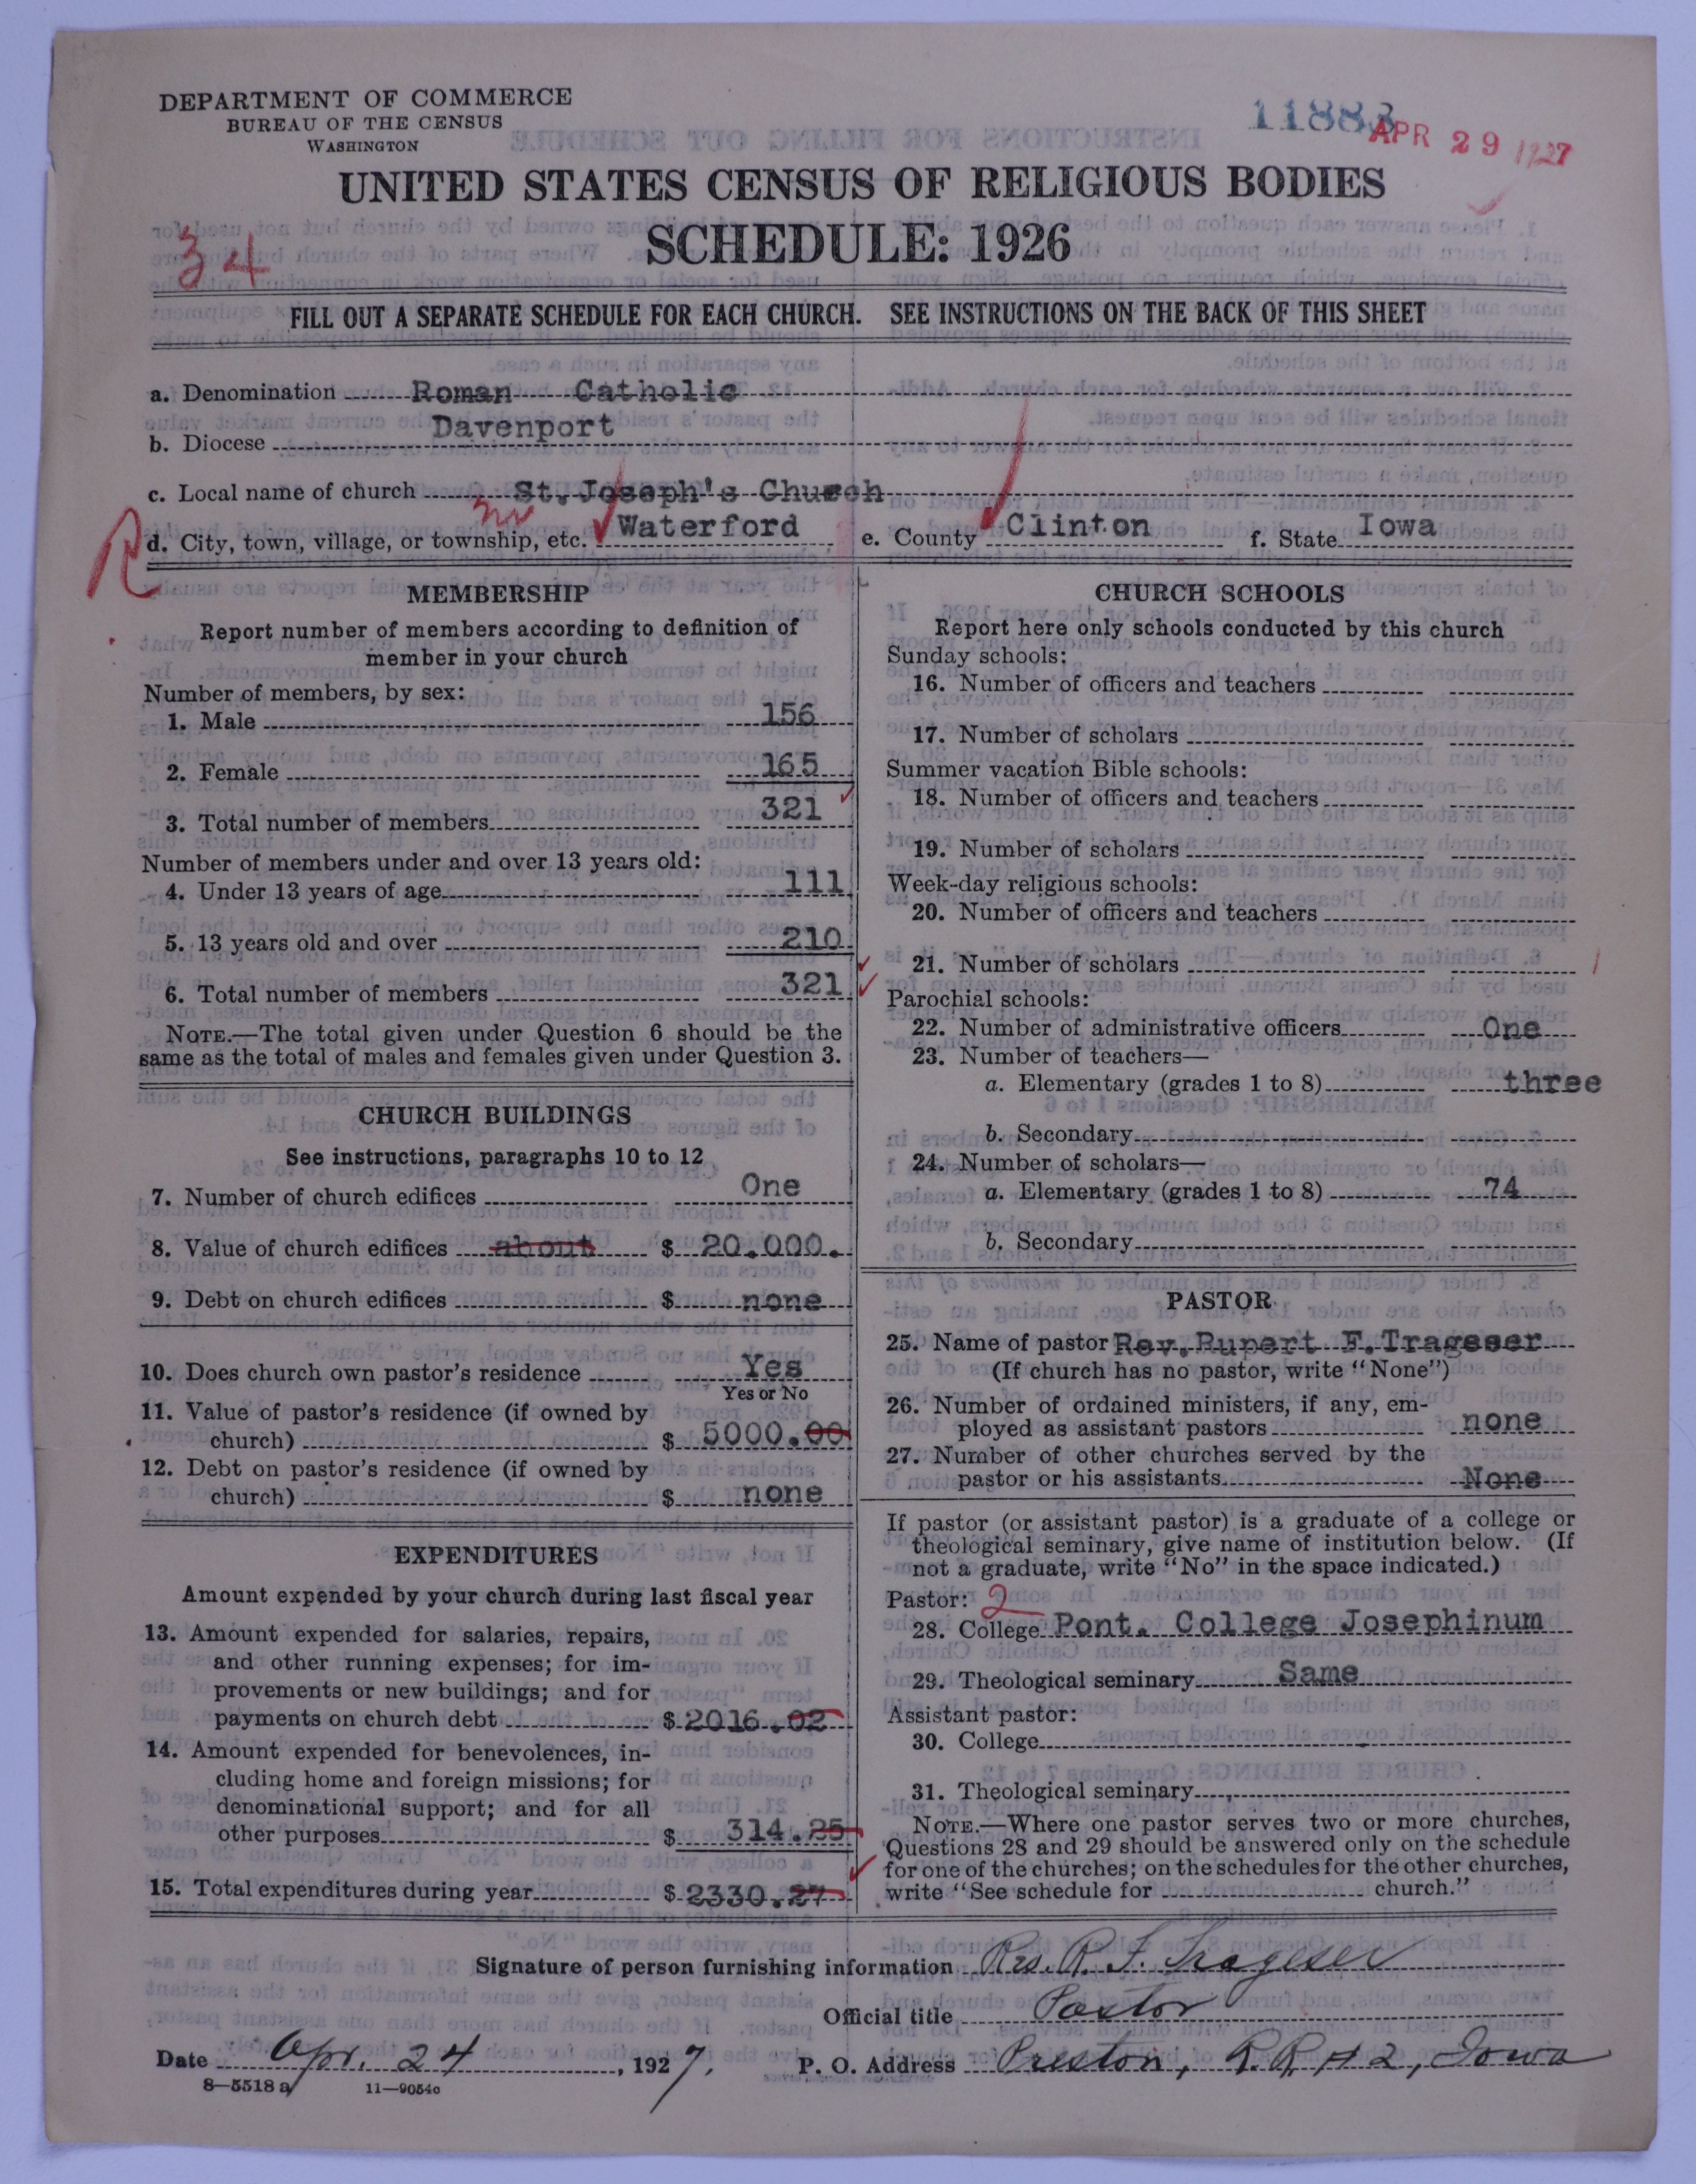 DEPARTMENT OF COMMERCE
BUREAU OF THE CENSUS
WASHINGTON
11883
APR 29 1927
UNITED STATES CENSUS OF RELIGIOUS BODIES
SCHEDULE: 1926
34
FILL OUT A SEPARATE SCHEDULE FOR EACH CHURCH. SEE INSTRUCTIONS ON THE BACK OF THIS SHEET
a. Denomination Roman Catholic
b. Diocese Davenport
c. Local name of church St. Joseph's Church
R d. City, town, village, or township, etc. Waterford e. County Clinton f. State Iowa
MEMBERSHIP
Report number of members according to definition of
member in your church
Number of members, by sex:
1. Male 156
2. Female 165
3. Total number of members 321
Number of members under and over 13 years old:
4. Under 13 years of age 111
5. 13 years old and over 210
6. Total number of members 321
NOTE.—The total given under Question 6 should be the
same as the total of males and females given under Question 3.
CHURCH BUILDINGS
See instructions, paragraphs 10 to 12
7. Number of church edifices One
8. Value of church edifices about $ 20.000.
9. Debt on church edifices $ none
10. Does church own pastor's residence Yes
Yes or No
11. Value of pastor's residence (if owned by
church) $ 5000.00
12. Debt on pastor's residence (if owned by
church) $ none
EXPENDITURES
Amount expended by your church during last fiscal year
13. Amount expended for salaries, repairs,
and other running expenses; for im-
provements or new buildings; and for
payments on church debt $ 2016.02
14. Amount expended for benevolences, in-
cluding home and foreign missions; for
denominational support; and for all
other purposes $ 314.25
15. Total expenditures during year $ 2330.27
CHURCH SCHOOLS
Report here only schools conducted by this church
Sunday schools:
16. Number of officers and teachers
17. Number of scholars
Summer vacation Bible schools:
18. Number of officers and teachers
19. Number of scholars
Week-day religious schools:
20. Number of officers and teachers
21. Number of scholars
Parochial schools:
22. Number of administrative officers One
23. Number of teachers—
a. Elementary (grades 1 to 8) three
b. Secondary
24. Number of scholars—
a. Elementary (grades 1 to 8) 74
b. Secondary
PASTOR
25. Name of pastor Rev. Rupert F. Trageser
(If church has no pastor, write "None")
26. Number of ordained ministers, if any, em-
ployed as assistant pastors none
27. Number of other churches served by the
pastor or his assistants None
If pastor (or assistant pastor) is a graduate of a college or
theological seminary, give name of institution below. (If
not a graduate, write "No" in the space indicated.)
Pastor: 2
28. College Pont. College Josephinum
29. Theological seminary Same
Assistant pastor:
30. College
31. Theological seminary
NOTE.—Where one pastor serves two or more churches,
Questions 28 and 29 should be answered only on the schedule
for one of the churches; on the schedules for the other churches,
write "See schedule for church."
Signature of person furnishing information Rev. R. F. Trageser
Official title Pastor
Date Apr. 24, 1927. P. O. Address Preston, R.R. #2, Iowa
8—5518 a 11—9054c